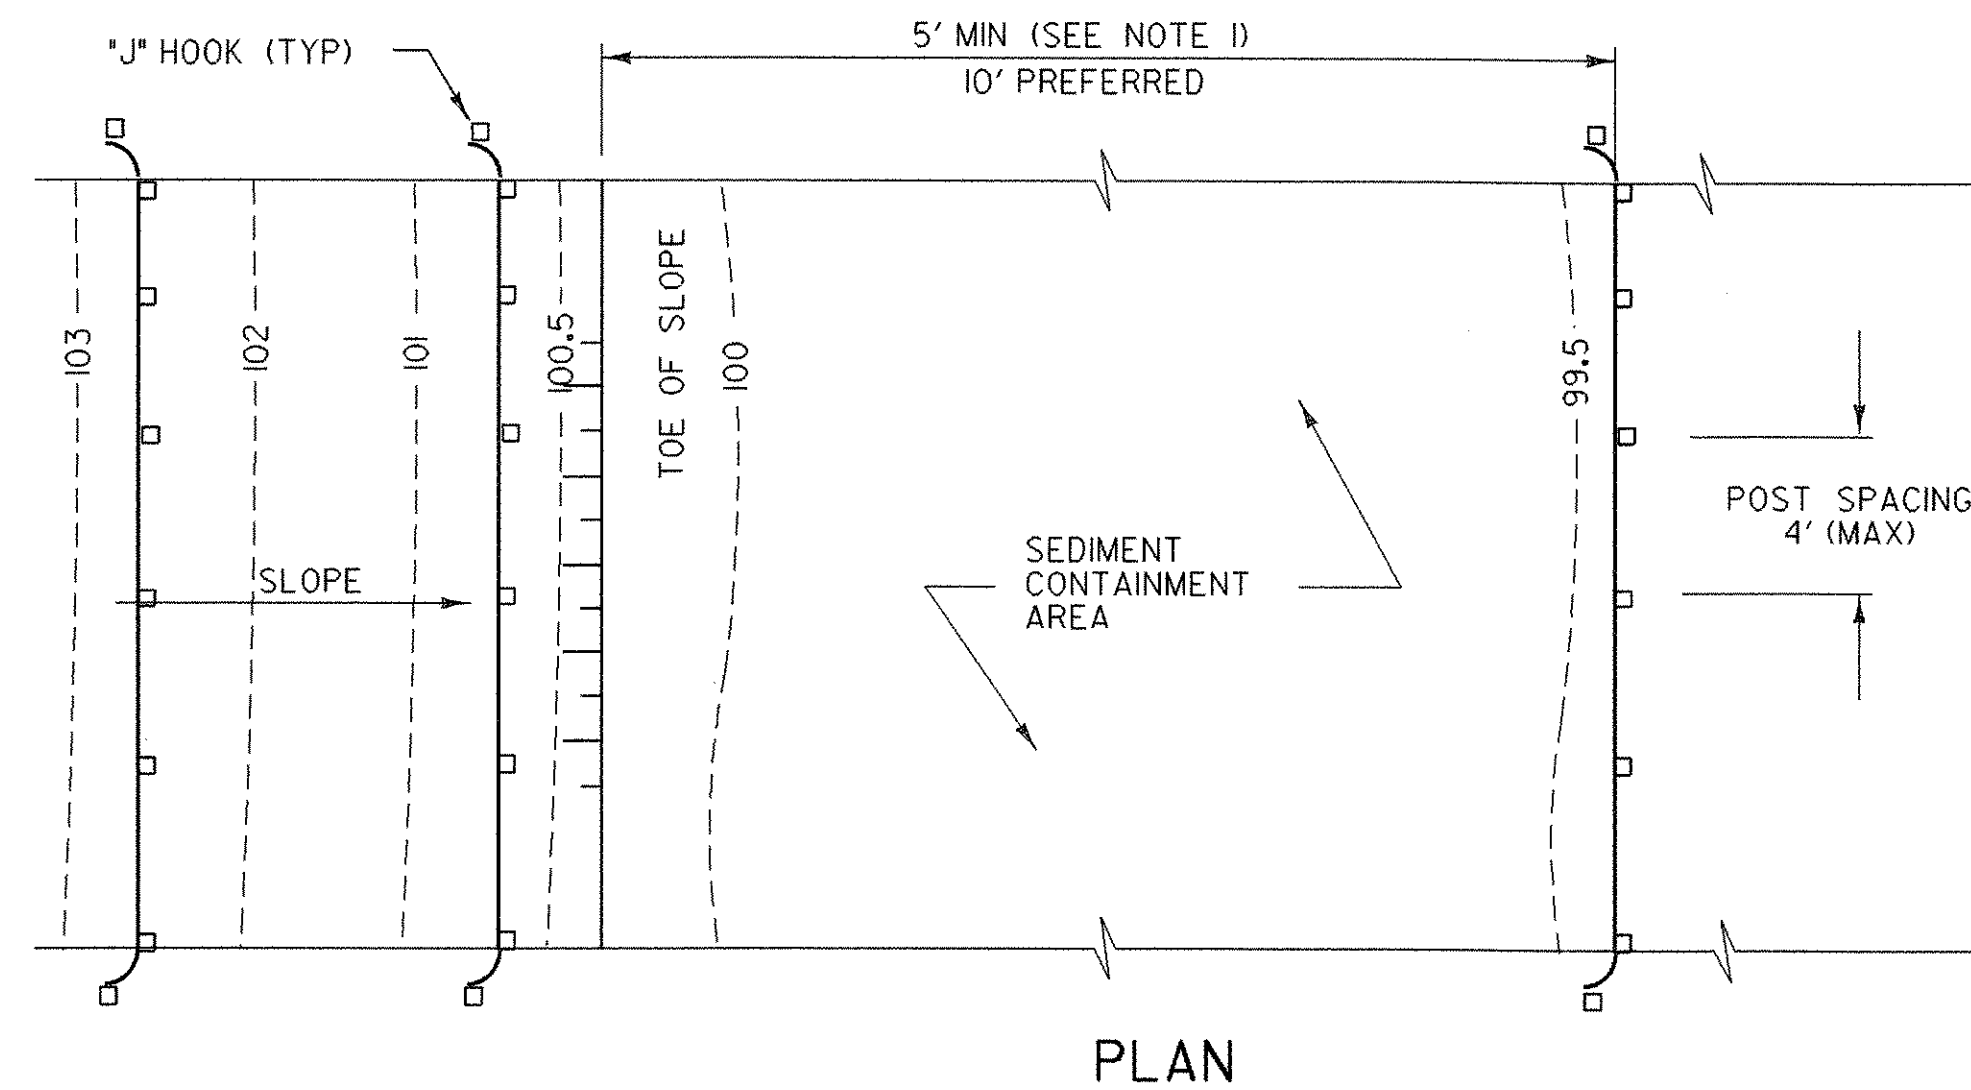 "J" HOOK (TYP)
5' MIN (SEE NOTE 1)
10' PREFERRED
103
102
101
100.5
TOE OF SLOPE
100
99.5
SLOPE
SEDIMENT
CONTAINMENT
AREA
POST SPACING
4' (MAX)
PLAN